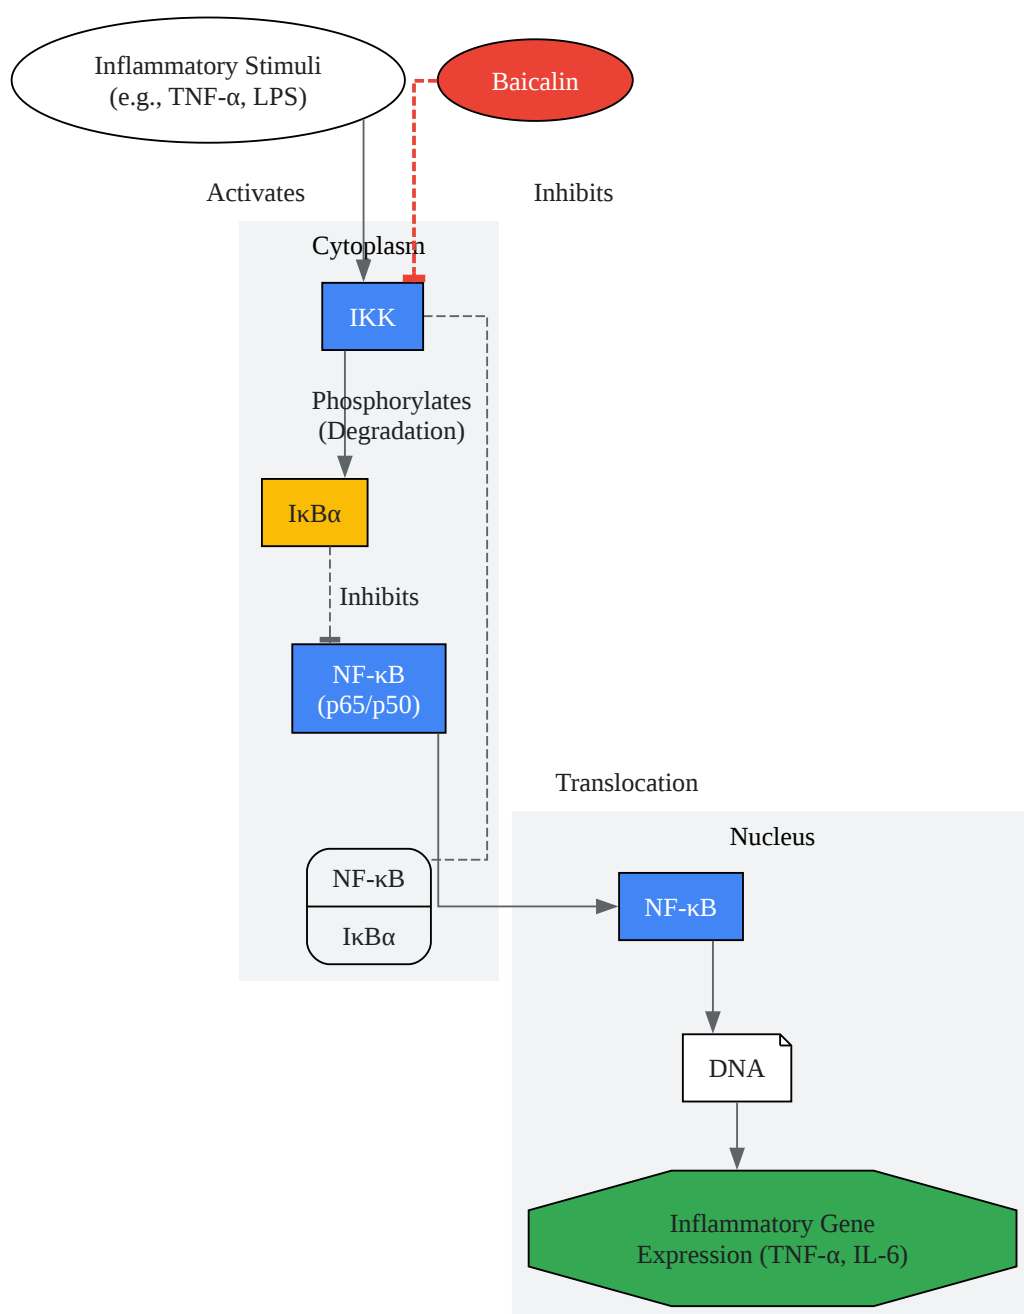 Inflammatory Stimuli
(e.g., TNF-α, LPS)
Baicalin
Activates
Inhibits
Cytoplasm
IKK
Phosphorylates
(Degradation)
IκBα
Inhibits
NF-κB
(p65/p50)
Translocation
Nucleus
NF-κB
IκBα
NF-κB
DNA
Inflammatory Gene
Expression (TNF-α, IL-6)